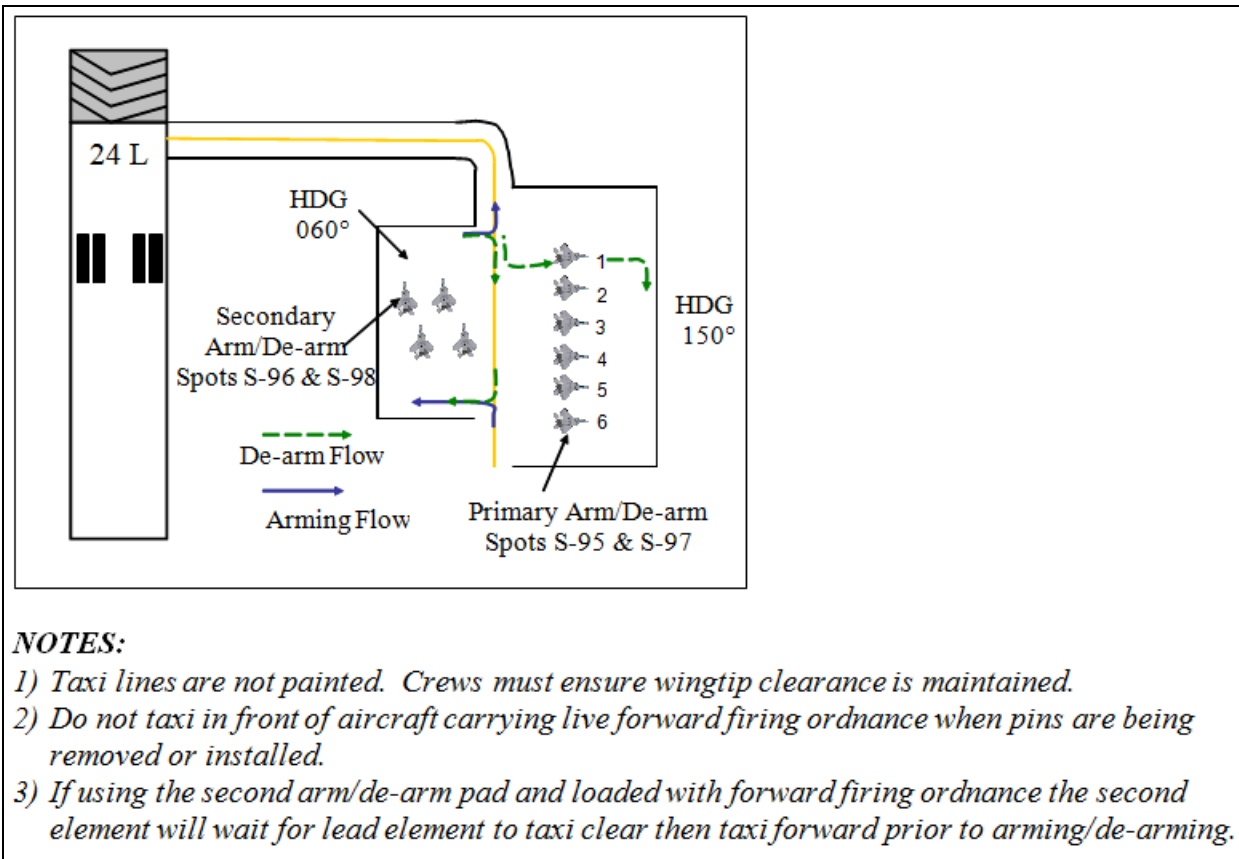 24 L
HDG
060°
1
2
3
4
5
6
HDG
150°
Secondary
Arm/De-arm
Spots S-96 & S-98
De-arm Flow
Arming Flow
Primary Arm/De-arm
Spots S-95 & S-97
NOTES:
1) Taxi lines are not painted. Crews must ensure wingtip clearance is maintained.
2) Do not taxi in front of aircraft carrying live forward firing ordnance when pins are being
removed or installed.
3) If using the second arm/de-arm pad and loaded with forward firing ordnance the second
element will wait for lead element to taxi clear then taxi forward prior to arming/de-arming.